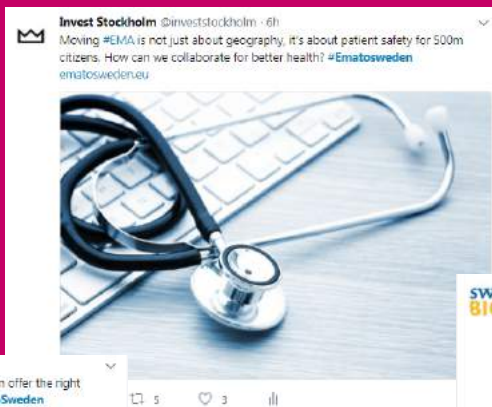 Invest Stockholm @investstockholm · 6h
Moving #EMA is not just about geography, it's about patient safety for 500m
citizens. How can we collaborate for better health? #Ematosweden
ematosweden.eu
5 3
SW
BIO
n offer the right
Sweden